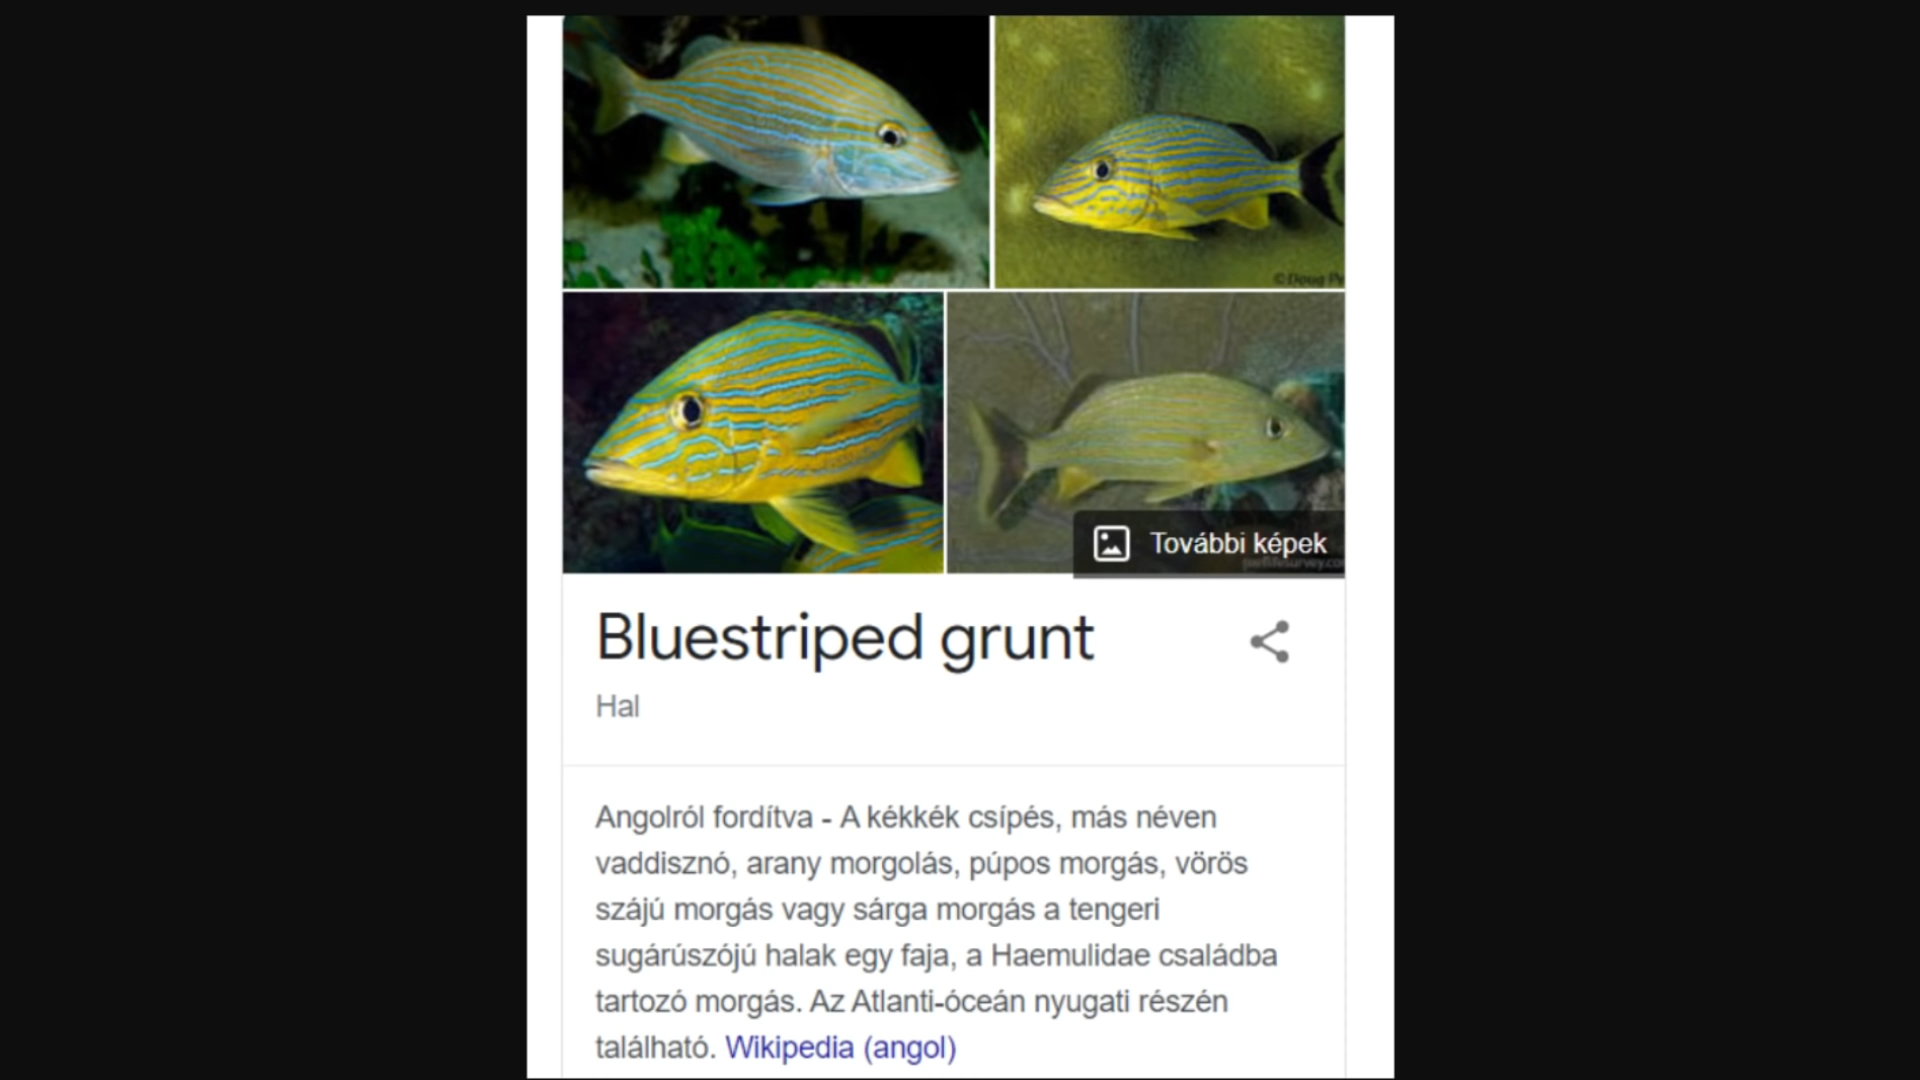 ©Doug Pe
További képek
Bluestriped grunt
Hal
Angolról fordítva - A kékkék csípés, más néven
vaddisznó, arany morgolás, púpos morgás, vörös
szájú morgás vagy sárga morgás a tengeri
sugárúszójú halak egy faja, a Haemulidae családba
tartozó morgás. Az Atlanti-óceán nyugati részén
található. Wikipedia (angol)